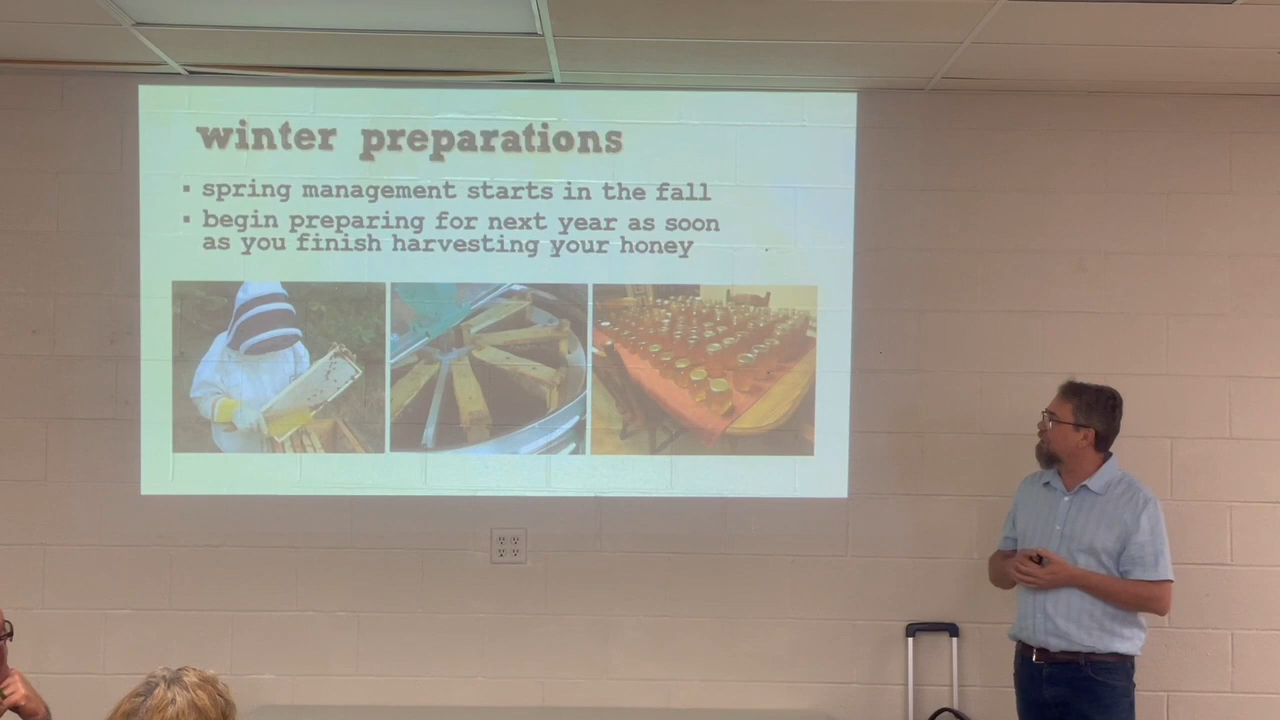 winter preparations
▪ spring management starts in the fall
▪ begin preparing for next year as soon
as you finish harvesting your honey